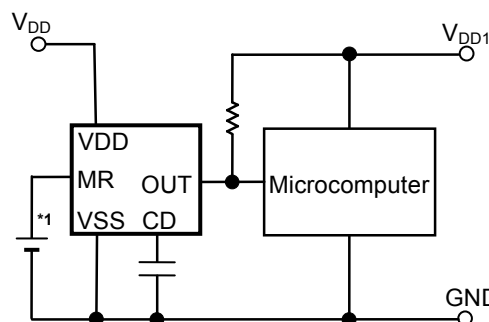 VDD
VDD1
VDD
MR
OUT
Microcomputer
*1
VSS
CD
GND